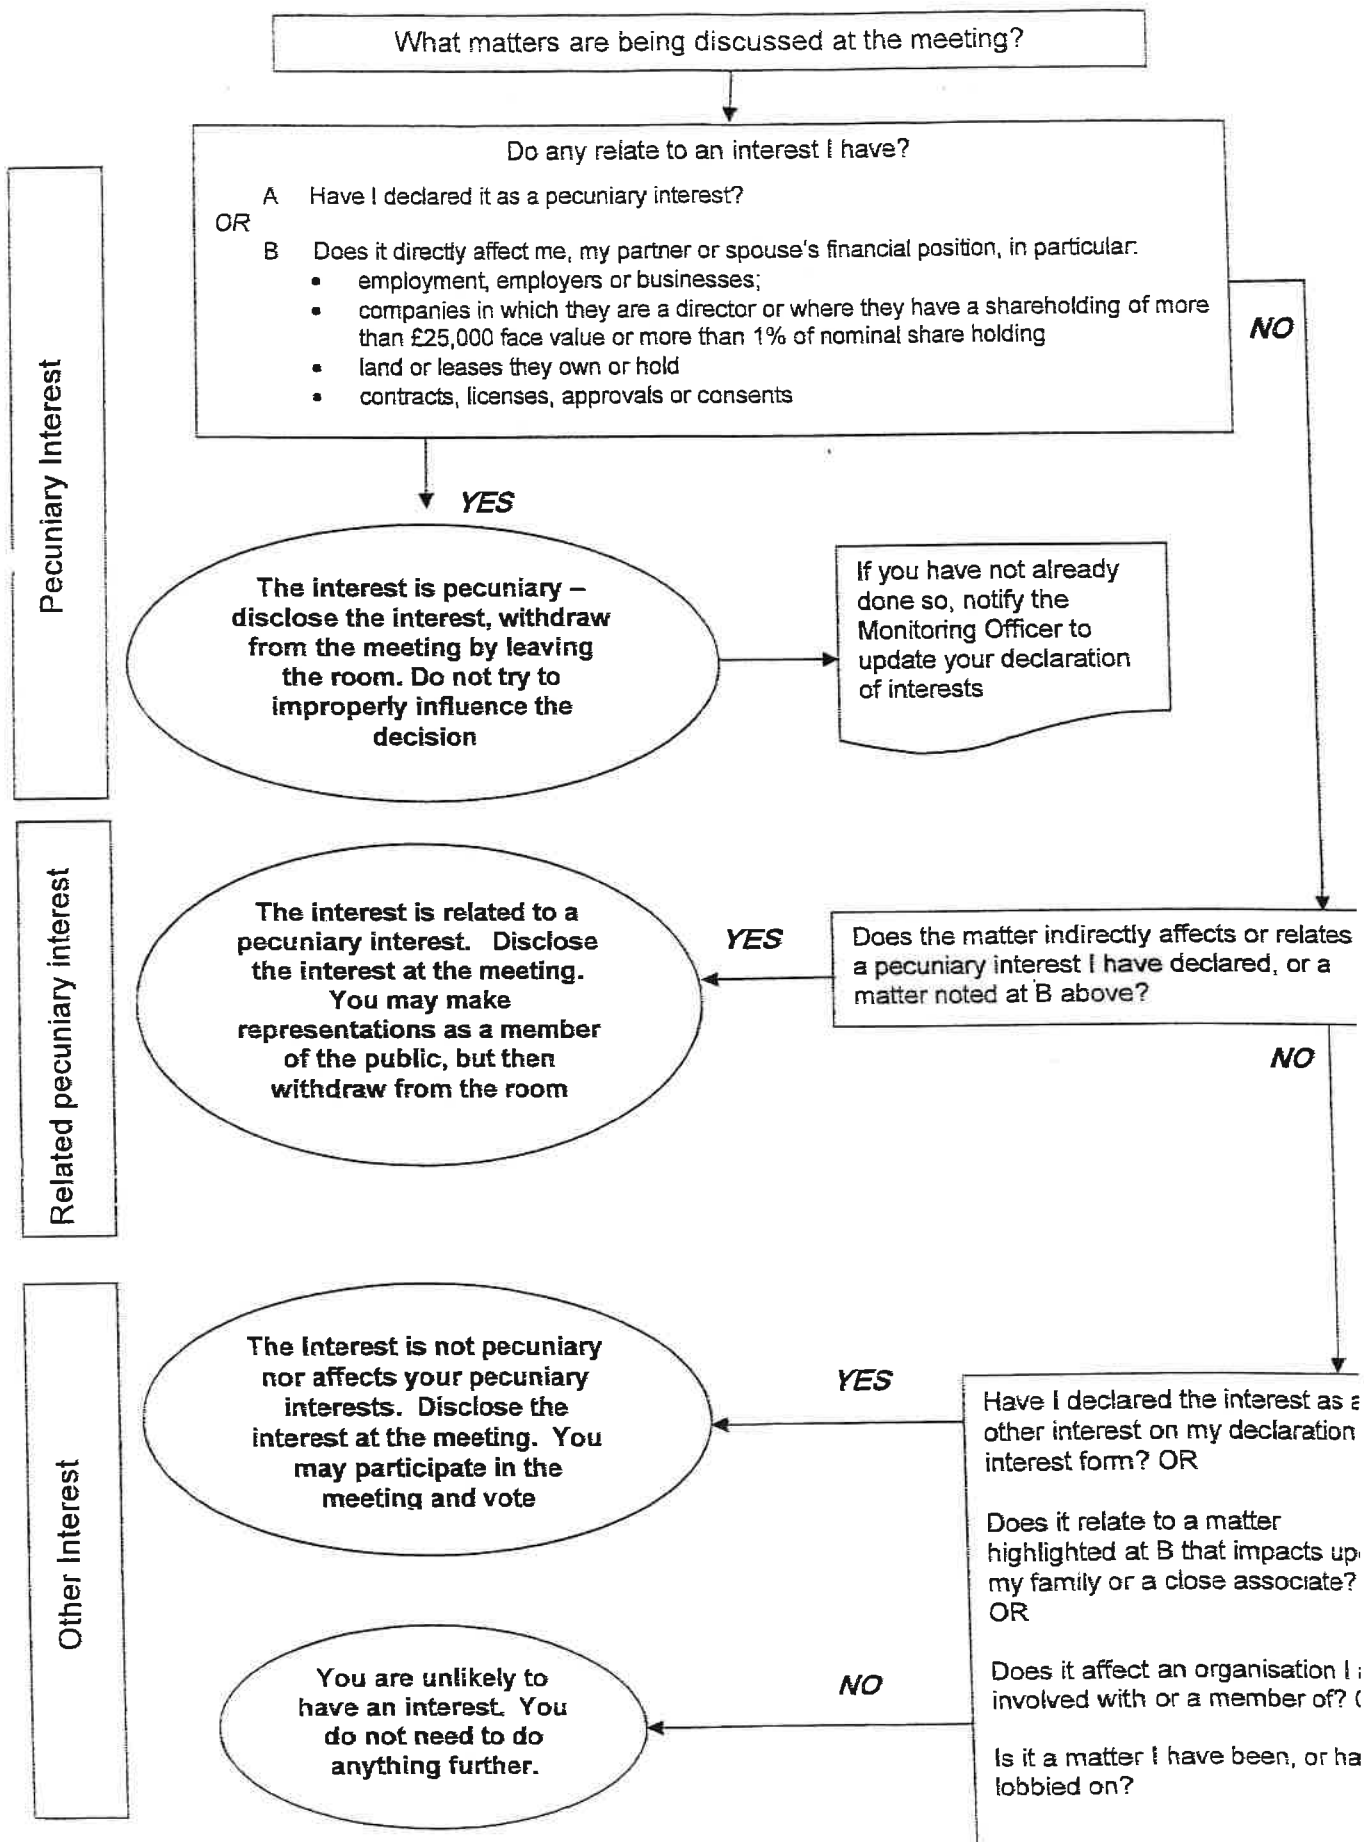 What matters are being discussed at the meeting?
Do any relate to an interest I have?
A Have I declared it as a pecuniary interest?
OR
B Does it directly affect me, my partner or spouse's financial position, in particular:
• employment, employers or businesses;
• companies in which they are a director or where they have a shareholding of more
than £25,000 face value or more than 1% of nominal share holding
• land or leases they own or hold
• contracts, licenses, approvals or consents
NO
Pecuniary Interest
YES
The interest is pecuniary –
disclose the interest, withdraw
from the meeting by leaving
the room. Do not try to
improperly influence the
decision
If you have not already
done so, notify the
Monitoring Officer to
update your declaration
of interests
Related pecuniary interest
The interest is related to a
pecuniary interest. Disclose
the interest at the meeting.
You may make
representations as a member
of the public, but then
withdraw from the room
YES
Does the matter indirectly affects or relates
a pecuniary interest I have declared, or a
matter noted at B above?
NO
Other Interest
The Interest is not pecuniary
nor affects your pecuniary
interests. Disclose the
interest at the meeting. You
may participate in the
meeting and vote
YES
Have I declared the interest as
other interest on my declaration
interest form? OR
Does it relate to a matter
highlighted at B that impacts
my family or a close associate?
OR
Does it affect an organisation I
involved with or a member of?
Is it a matter I have been, or
lobbied on?
NO
You are unlikely to
have an interest. You
do not need to do
anything further.